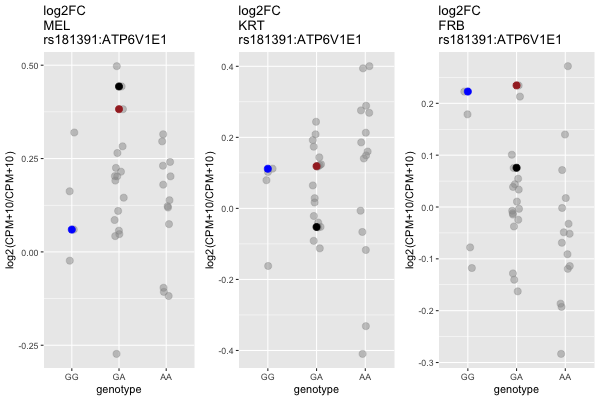 log2FC
MEL
rs181391:ATP6V1E1
log2(CPM+10/CPM+10)
0.50
0.25
0.00
-0.25
GG GA AA
genotype
log2FC
KRT
rs181391:ATP6V1E1
log2(CPM+10/CPM+10)
0.4
0.2
0.0
-0.2
-0.4
GG GA AA
genotype
log2FC
FRB
rs181391:ATP6V1E1
log2(CPM+10/CPM+10)
0.2
0.1
0.0
-0.1
-0.2
-0.3
GG GA AA
genotype